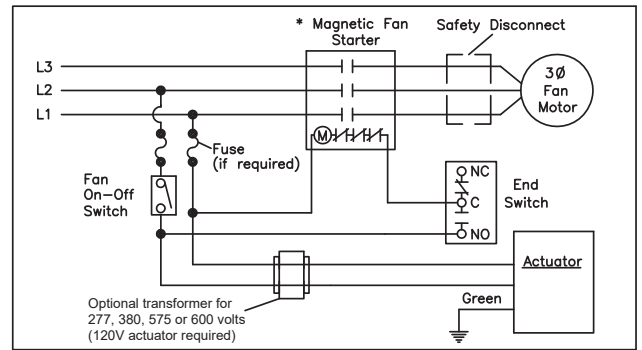 * Magnetic Fan
Starter
Safety Disconnect
L3
L2
L1
3Ø
Fan
Motor
M
Fuse
(if required)
Fan
On-Off
Switch
NC
C
NO
End
Switch
Actuator
Green
Optional transformer for
277, 380, 575 or 600 volts
(120V actuator required)